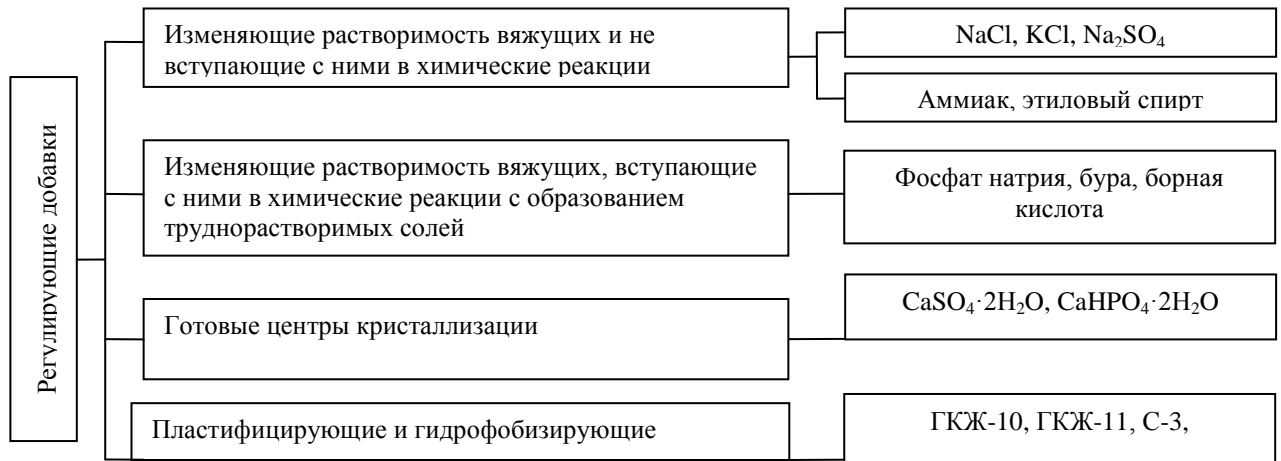 Регулирующие добавки
Изменяющие растворимость вяжущих и не
вступающие с ними в химические реакции
NaCl, KCl, Na₂SO₄
Аммиак, этиловый спирт
Изменяющие растворимость вяжущих, вступающие
с ними в химические реакции с образованием
труднорастворимых солей
Фосфат натрия, бура, борная
кислота
Готовые центры кристаллизации
CaSO₄·2H₂O, CaHPO₄·2H₂O
Пластифицирующие и гидрофобизирующие
ГКЖ-10, ГКЖ-11, С-3,